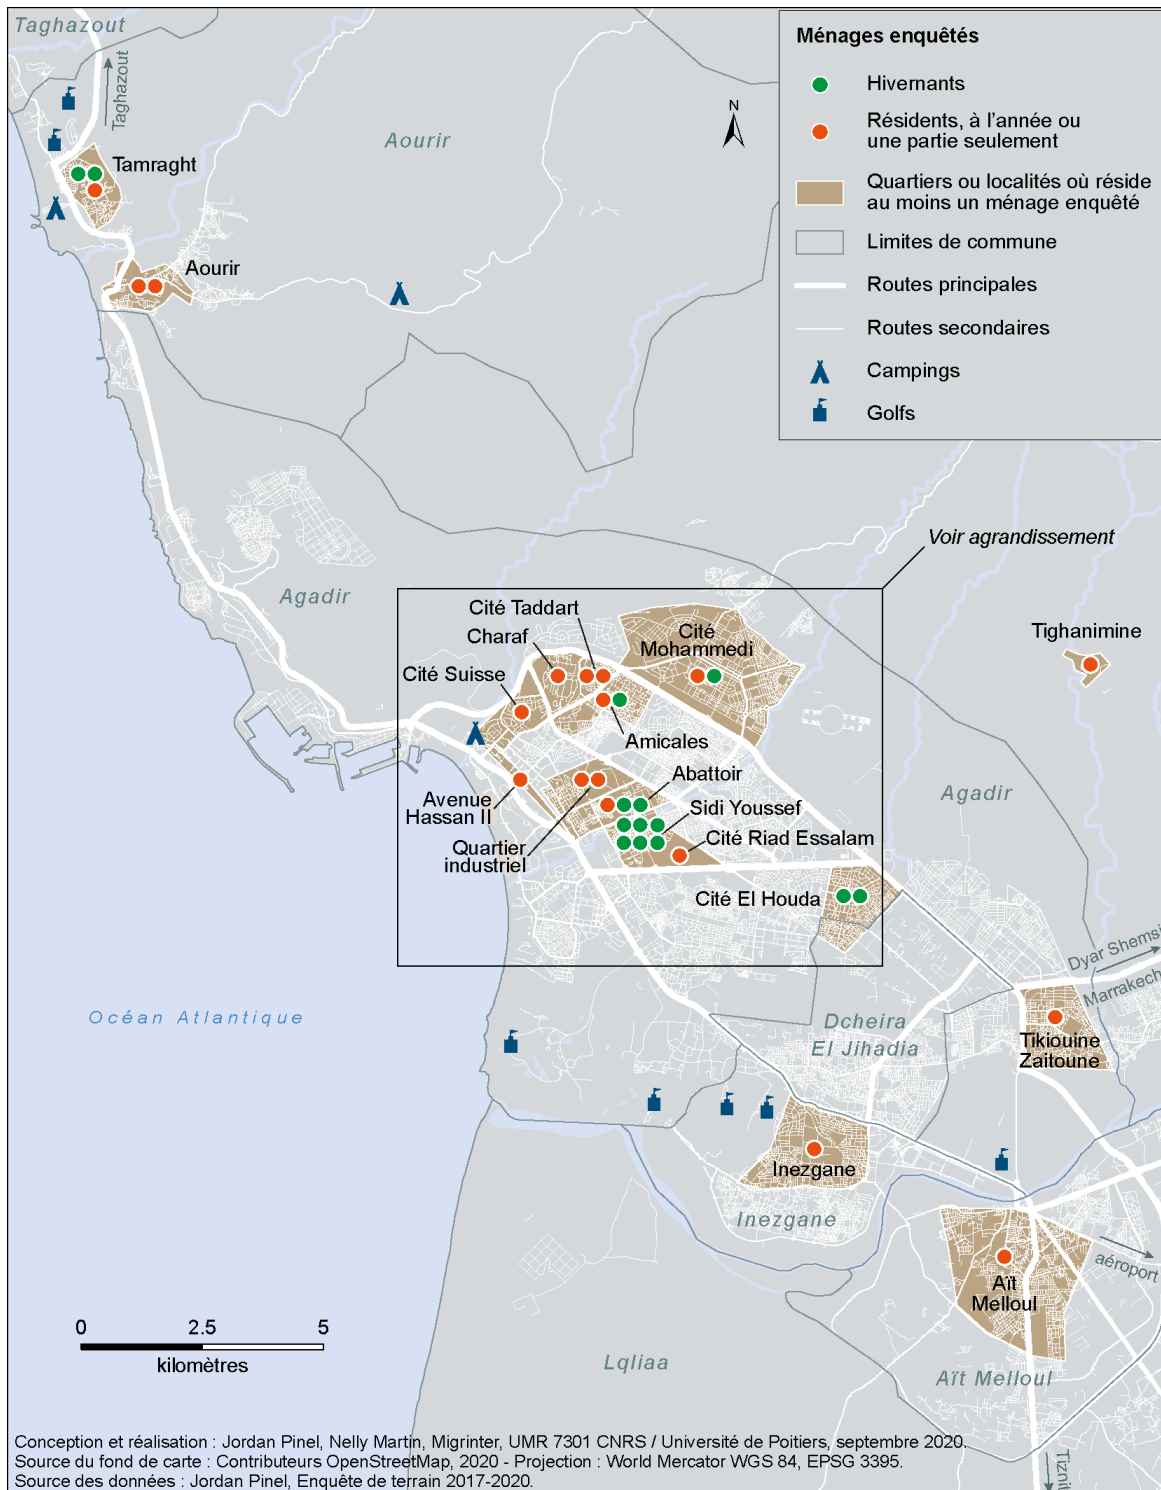 Taghazout
Taghazout
Aourir
N
Tamraght
Aourir
Ménages enquêtés
Hivernants
Résidents, à l'année ou
une partie seulement
Quartiers ou localités où réside
au moins un ménage enquêté
Limites de commune
Routes principales
Routes secondaires
Campings
Golfs
Voir agrandissement
Agadir
Cité Taddart
Charaf
Cité Suisse
Cité
Mohammedi
Tighanimine
Amicales
Abattoir
Sidi Youssef
Cité Riad Essalam
Avenue
Hassan II
Quartier
industriel
Cité El Houda
Agadir
Dyar Shemsi
Marrakech
Océan Atlantique
Dcheira
El Jihadia
Tikiouine
Zaitoune
Inezgane
Inezgane
aéroport
Aït
Melloul
0 2.5 5
kilomètres
Lqliaa
Aït Melloul
Tiznit
Conception et réalisation : Jordan Pinel, Nelly Martin, Migrinter, UMR 7301 CNRS / Université de Poitiers, septembre 2020.
Source du fond de carte : Contributeurs OpenStreetMap, 2020 - Projection : World Mercator WGS 84, EPSG 3395.
Source des données : Jordan Pinel, Enquête de terrain 2017-2020.